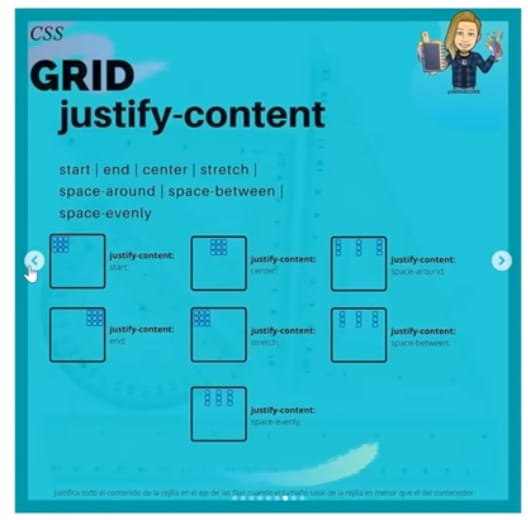 CSS
GRID
justify-content
start | end | center | stretch |
space-around | space-between |
space-evenly
justify-content:
start;
justify-content:
center;
justify-content:
space-around;
justify-content:
end;
justify-content:
stretch;
justify-content:
space-between;
justify-content:
space-evenly;
Justifica todo el contenido de la rejilla en el eje de las filas cuando el tamaño total de la rejilla es menor que el del contenedor.